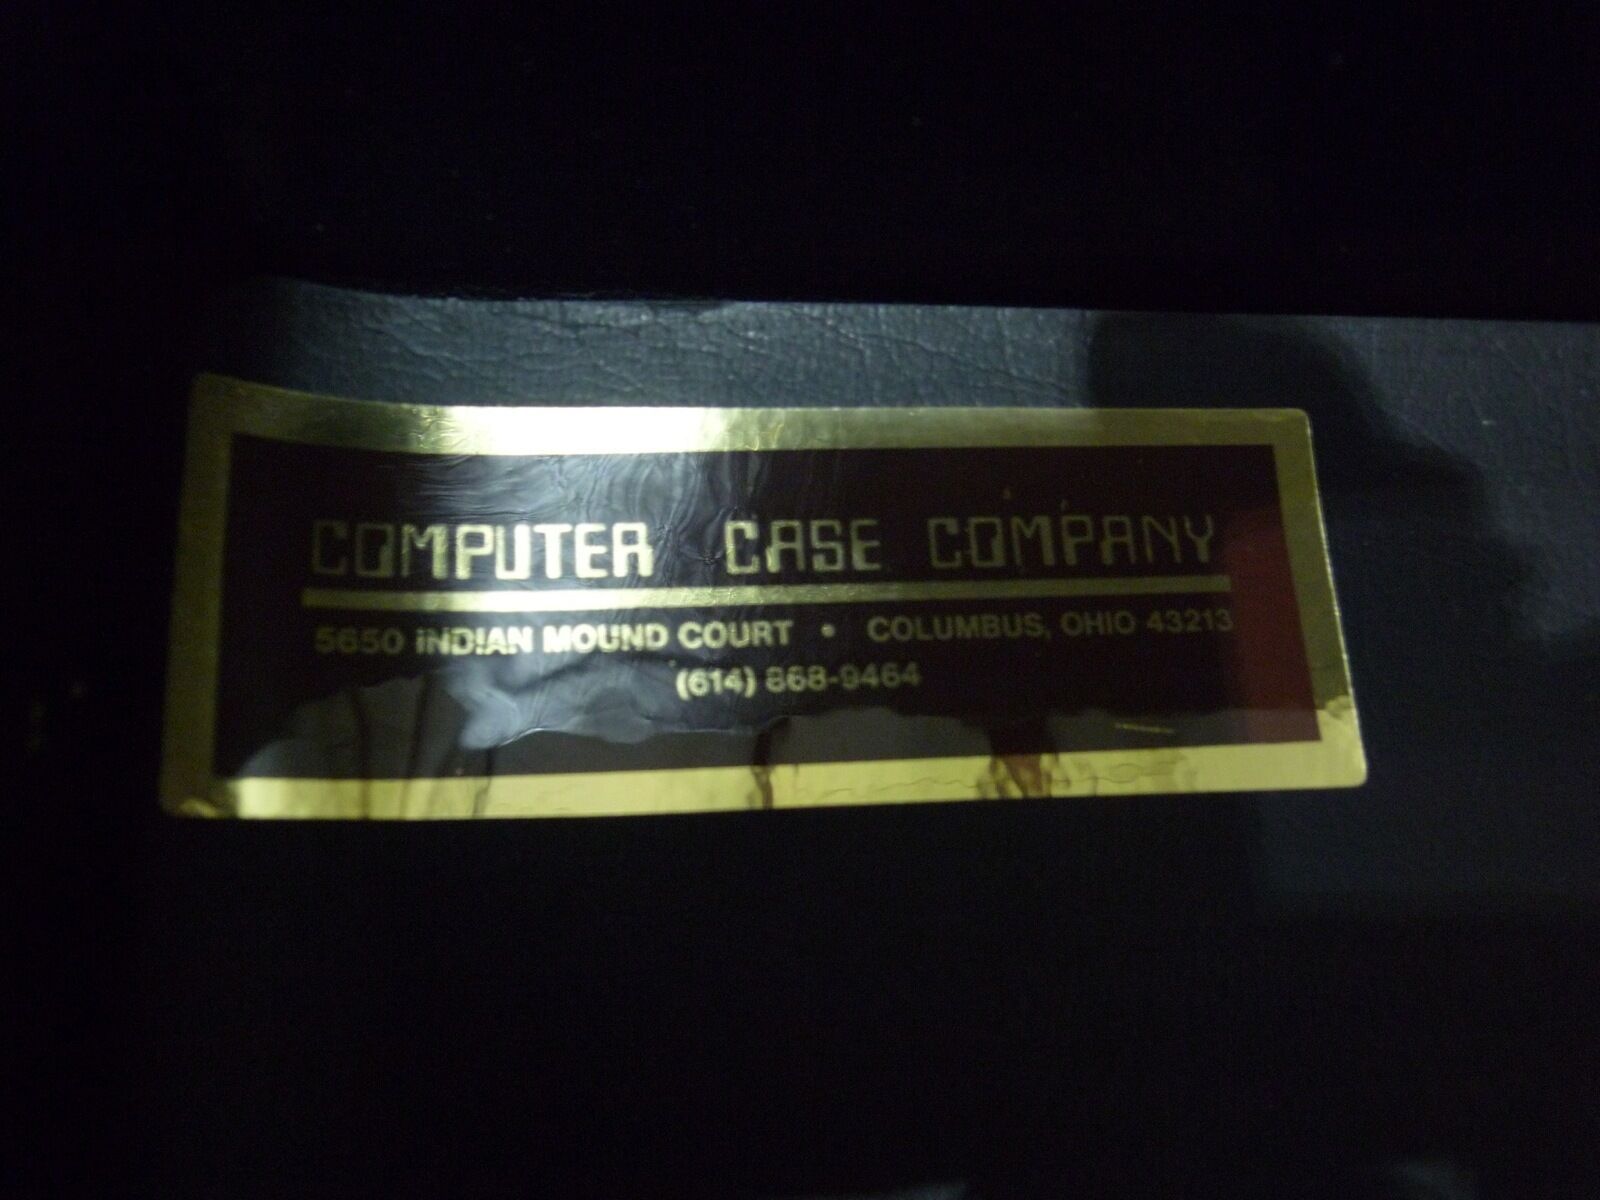 COMPUTER CASE COMPANY
5650 INDIAN MOUND COURT • COLUMBUS, OHIO 43213
(614) 868-9464